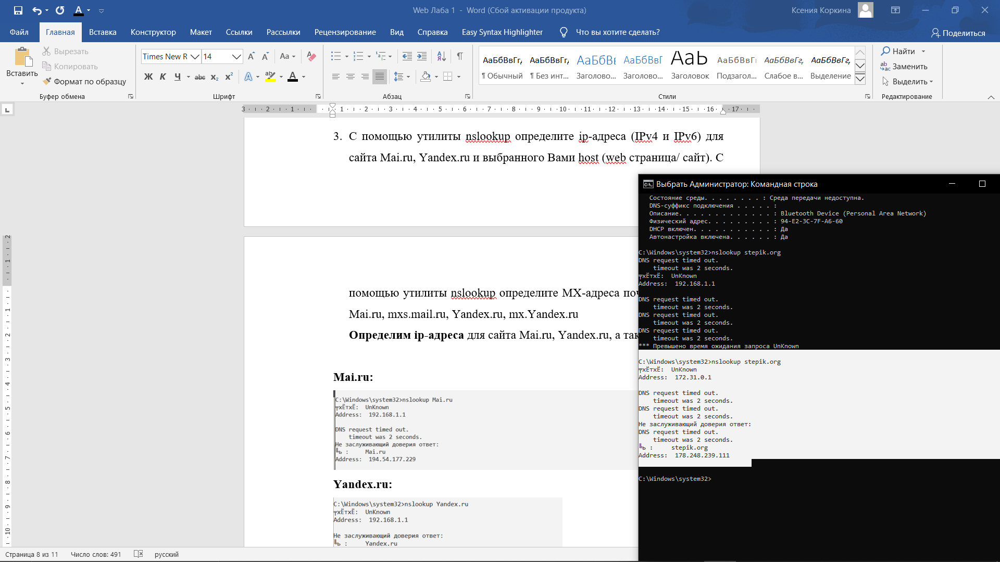 Web Лаба 1 - Word (Сбой активации продукта)
Ксения Коркина
Файл Главная Вставка Конструктор Макет Ссылки Рассылки Рецензирование Вид Справка Easy Syntax Highlighter Что вы хотите сделать? Поделиться
Вставить
Вырезать
Копировать
Формат по образцу
Буфер обмена
Times New R 14
Aa
Ж К Ч abc x₂ x²
Шрифт
Абзац
АаБбВвГг, АаБбВвГг, АаБбВв АаБбВвГ АаЬ АаБбВвГг АаБбВвГг, АаБбВвГг,
¶ Обычный ¶ Без инт... Заголово... Заголово... Заголовок Подзагол... Слабое в... Выделение
Стили
Найти
Заменить
Выделить
Редактирование
3 2 1 1 2 3 4 5 6 7 8 9 10 11 12 13 14 15 16 17
3. С помощью утилиты nslookup определите ip-адреса (IPv4 и IPv6) для
сайта Mai.ru, Yandex.ru и выбранного Вами host (web страница/ сайт). С
помощью утилиты nslookup определите MX-адреса
Mai.ru, mxs.mail.ru, Yandex.ru, mx.Yandex.ru
Определим ip-адреса для сайта Mai.ru, Yandex.ru, а
Mai.ru:
C:\Windows\system32>nslookup Mai.ru
╤хЁтхЁ: UnKnown
Address: 192.168.1.1
DNS request timed out.
timeout was 2 seconds.
Не заслуживающий доверия ответ:
╚ь : Mai.ru
Address: 194.54.177.229
Yandex.ru:
C:\Windows\system32>nslookup Yandex.ru
╤хЁтхЁ: UnKnown
Address: 192.168.1.1
Не заслуживающий доверия ответ:
╚ь : Yandex.ru
Выбрать Администратор: Командная строка
Состояние среды. . . . . . . . : Среда передачи недоступна.
DNS-суффикс подключения . . . . . :
Описание. . . . . . . . . . . . . : Bluetooth Device (Personal Area Network)
Физический адрес. . . . . . . . . : 94-E2-3C-7F-A6-60
DHCP включен. . . . . . . . . . . : Да
Автонастройка включена. . . . . . : Да
C:\Windows\system32>nslookup stepik.org
DNS request timed out.
timeout was 2 seconds.
╤хЁтхЁ: UnKnown
Address: 192.168.1.1
DNS request timed out.
timeout was 2 seconds.
DNS request timed out.
timeout was 2 seconds.
DNS request timed out.
timeout was 2 seconds.
*** Превышено время ожидания запроса UnKnown
C:\Windows\system32>nslookup stepik.org
╤хЁтхЁ: UnKnown
Address: 172.31.0.1
DNS request timed out.
timeout was 2 seconds.
DNS request timed out.
timeout was 2 seconds.
Не заслуживающий доверия ответ:
DNS request timed out.
timeout was 2 seconds.
╚ь : stepik.org
Address: 178.248.239.111
C:\Windows\system32>
Страница 8 из 11 Число слов: 491 русский